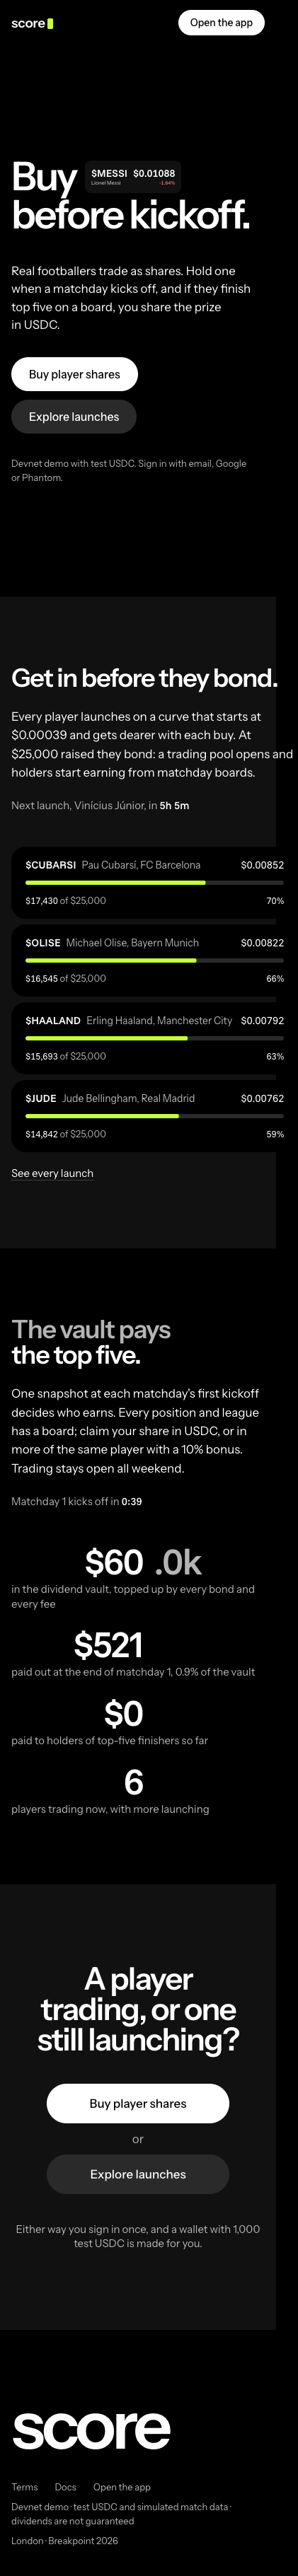 score
Open the app
Buy $MESSI $0.01088
Lionel Messi -1.64%
before kickoff.
Real footballers trade as shares. Hold one
when a matchday kicks off, and if they finish
top five on a board, you share the prize
in USDC.
Buy player shares
Explore launches
Devnet demo with test USDC. Sign in with email, Google
or Phantom.
Get in before they bond.
Every player launches on a curve that starts at
$0.00039 and gets dearer with each buy. At
$25,000 raised they bond: a trading pool opens and
holders start earning from matchday boards.
Next launch, Vinícius Júnior, in 5h 5m
$CUBARSI Pau Cubarsí, FC Barcelona $0.00852
$17,430 of $25,000 70%
$OLISE Michael Olise, Bayern Munich $0.00822
$16,545 of $25,000 66%
$HAALAND Erling Haaland, Manchester City $0.00792
$15,693 of $25,000 63%
$JUDE Jude Bellingham, Real Madrid $0.00762
$14,842 of $25,000 59%
See every launch
The vault pays
the top five.
One snapshot at each matchday's first kickoff
decides who earns. Every position and league
has a board; claim your share in USDC, or in
more of the same player with a 10% bonus.
Trading stays open all weekend.
Matchday 1 kicks off in 0:39
$60 .0k
in the dividend vault, topped up by every bond and
every fee
$521
paid out at the end of matchday 1, 0.9% of the vault
$0
paid to holders of top-five finishers so far
6
players trading now, with more launching
A player
trading, or one
still launching?
Buy player shares
or
Explore launches
Either way you sign in once, and a wallet with 1,000
test USDC is made for you.
score
Terms Docs Open the app
Devnet demo · test USDC and simulated match data ·
dividends are not guaranteed
London · Breakpoint 2026